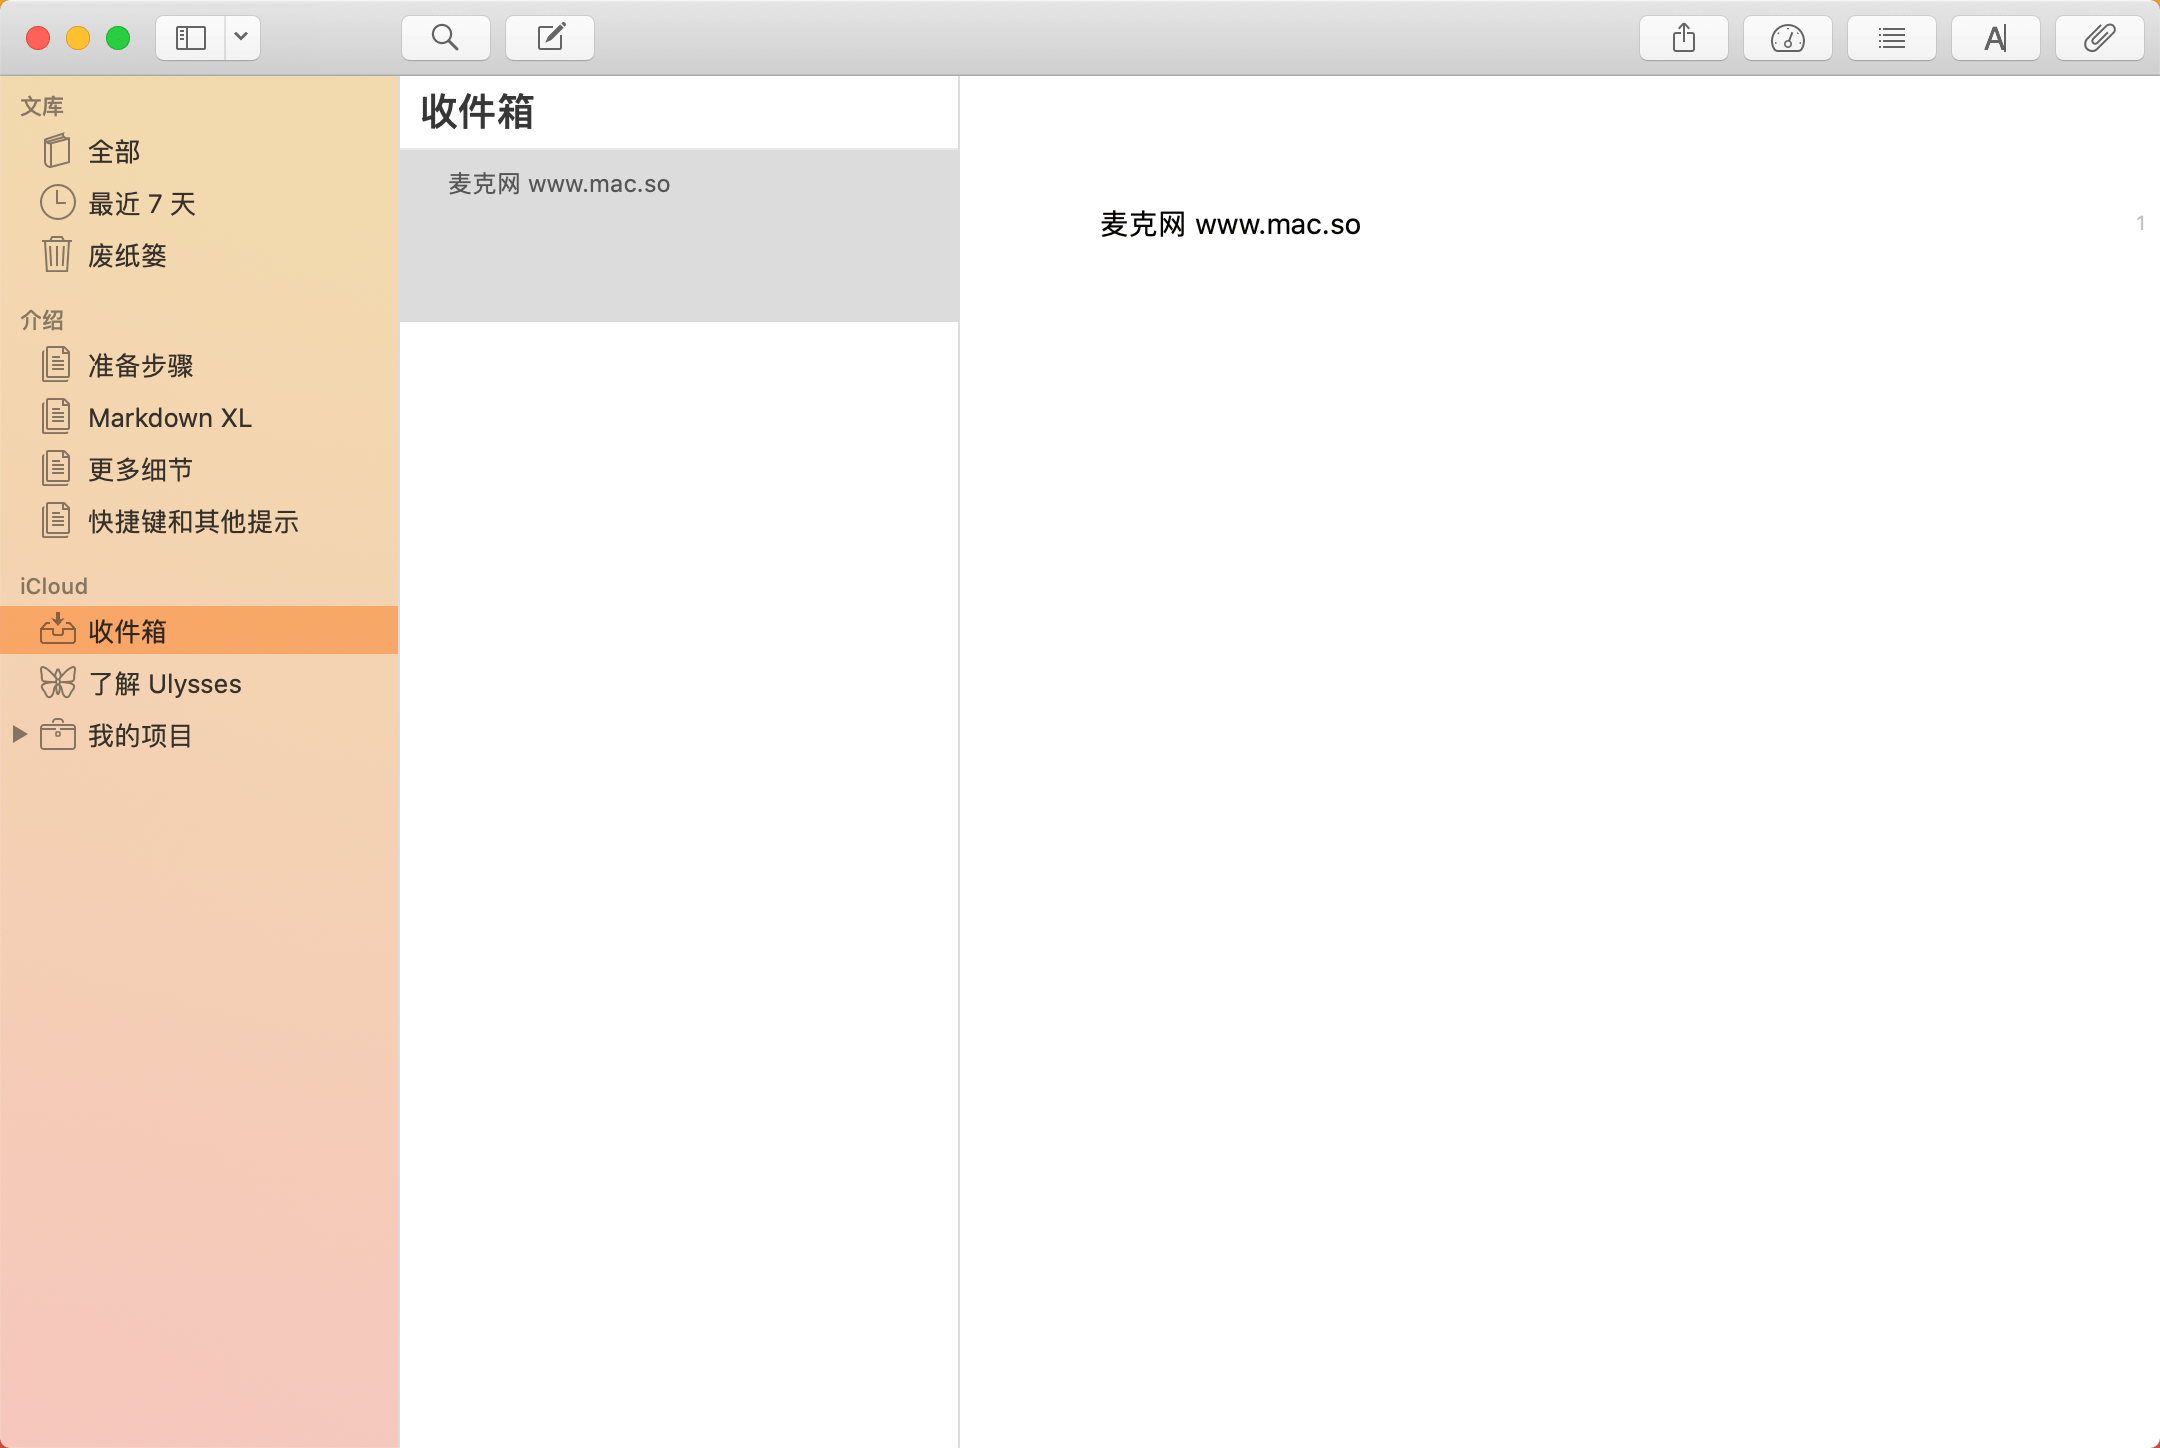 文库
全部
最近 7 天
废纸篓
介绍
准备步骤
Markdown XL
更多细节
快捷键和其他提示
iCloud
收件箱
了解 Ulysses
我的项目
收件箱
麦克网 www.mac.so
麦克网 www.mac.so
1
A